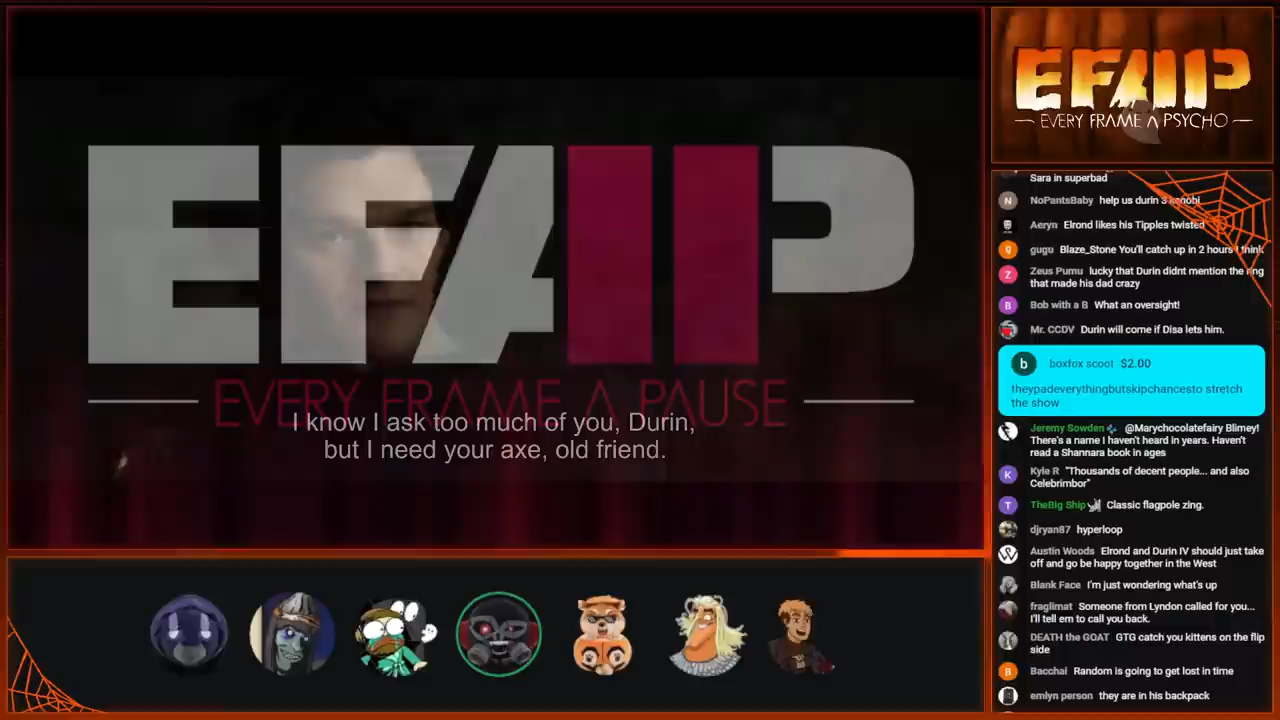 EFAIIP
EVERY FRAME A PAUSE
I know I ask too much of you, Durin,
but I need your axe, old friend.
EFAIIP
EVERY FRAME A PSYCHO
Sara in superbad
NoPantsBaby help us durin 3 kenobi
Aeryn Elrond likes his Tipples twisted
gugu Blaze_Stone You'll catch up in 2 hours I think
Zeus Pumu lucky that Durin didnt mention the ring
that made his dad crazy
Bob with a B What an oversight!
Mr. CCDV Durin will come if Disa lets him.
b boxfox scoot $2.00
theypadeverythingbutskipchancesto stretch
the show
Jeremy Sowden @Marychocolatefairy Blimey!
There's a name I haven't heard in years. Haven't
read a Shannara book in ages
Kyle R "Thousands of decent people... and also
Celebrimbor"
TheBig Ship Classic flagpole zing.
djryan87 hyperloop
Austin Woods Elrond and Durin IV should just take
off and go be happy together in the West
Blank Face I'm just wondering what's up
fraglimat Someone from Lyndon called for you...
I'll tell em to call you back.
DEATH the GOAT GTG catch you kittens on the flip
side
Bacchai Random is going to get lost in time
emlyn person they are in his backpack